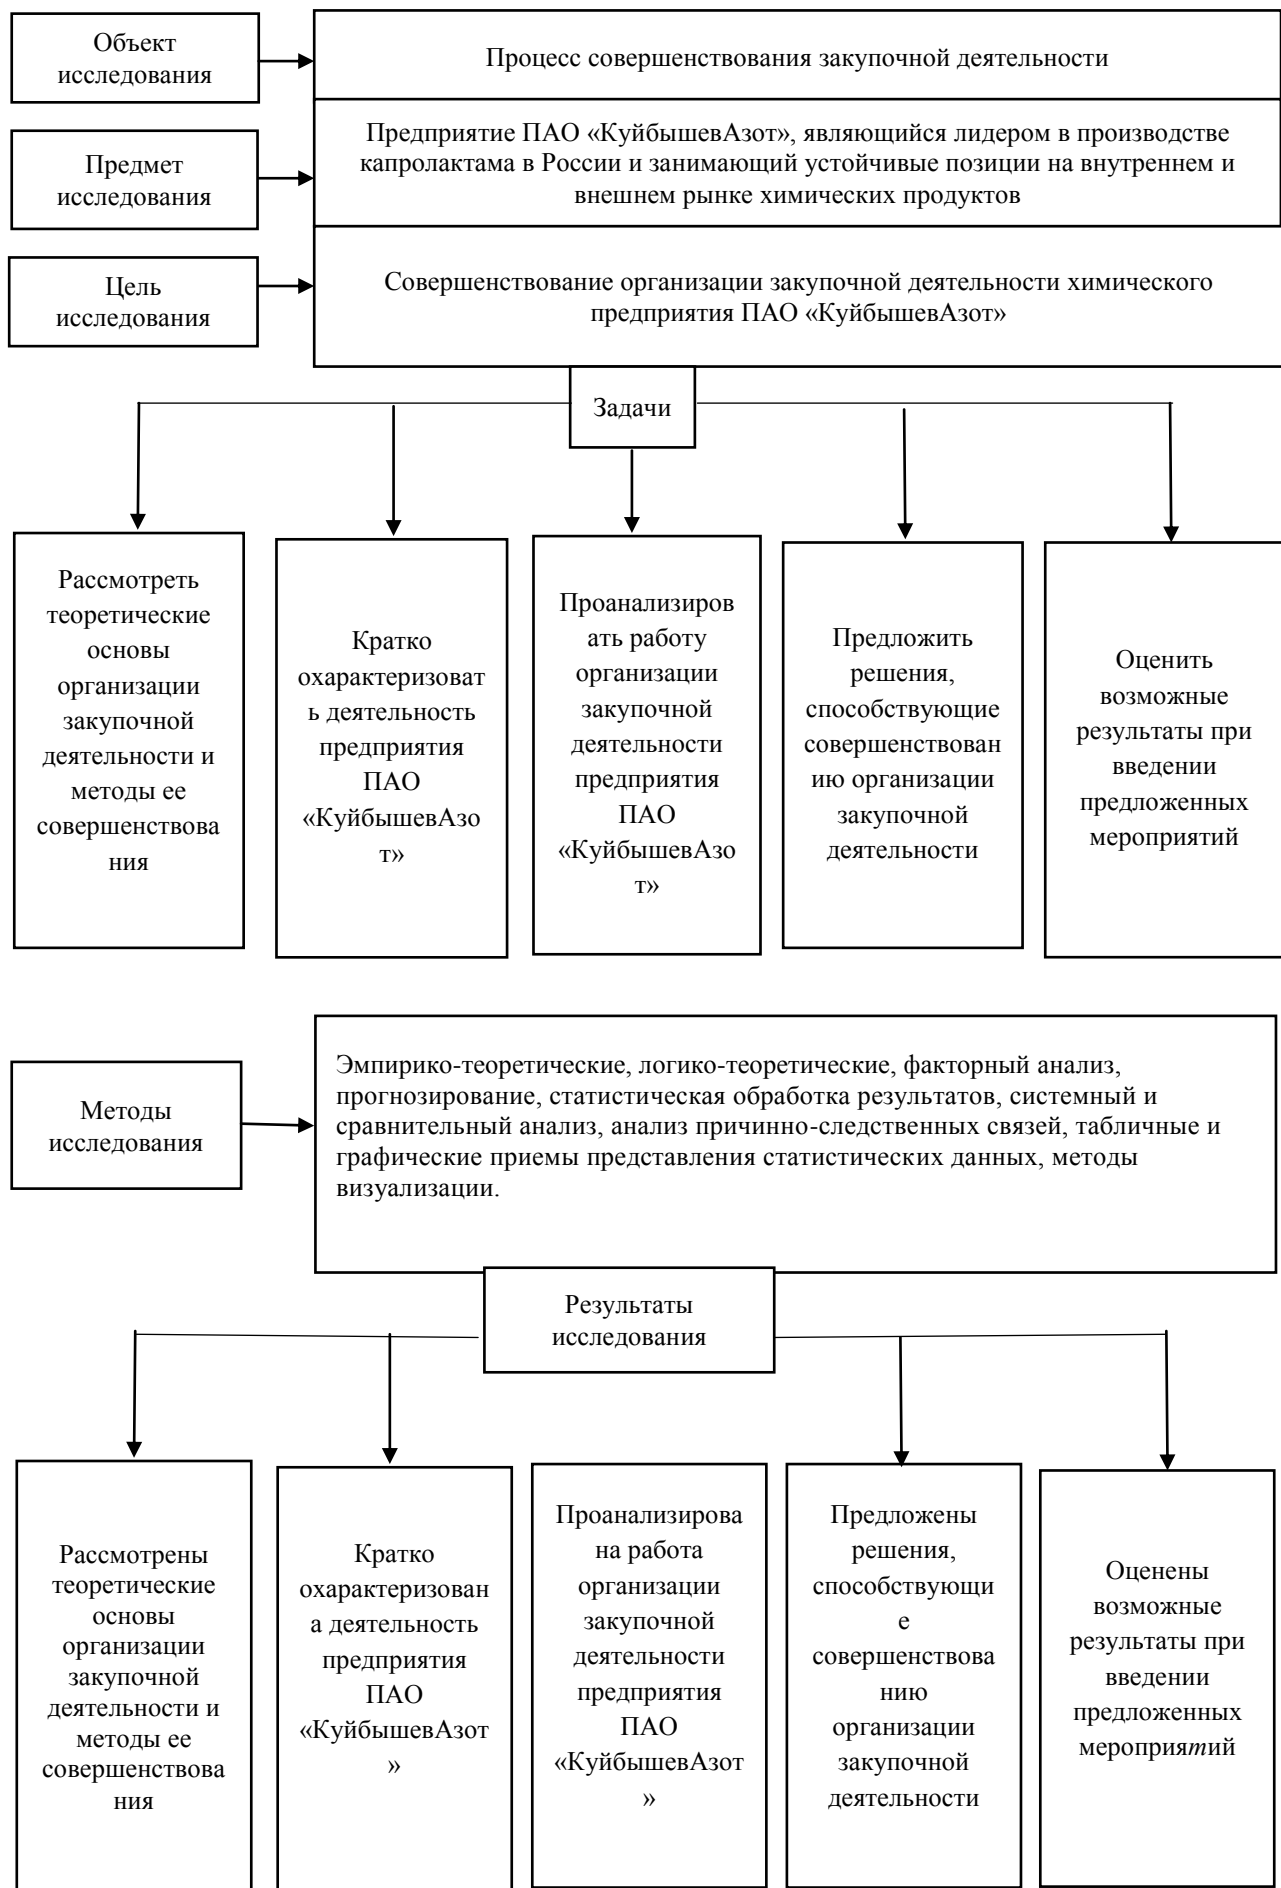 Объект
исследования
Процесс совершенствования закупочной деятельности
Предмет
исследования
Предприятие ПАО «КуйбышевАзот», являющийся лидером в производстве
капролактама в России и занимающий устойчивые позиции на внутреннем и
внешнем рынке химических продуктов
Цель
исследования
Совершенствование организации закупочной деятельности химического
предприятия ПАО «КуйбышевАзот»
Задачи
Рассмотреть
теоретические
основы
организации
закупочной
деятельности и
методы ее
совершенствова
ния
Кратко
охарактеризоват
ь деятельность
предприятия
ПАО
«КуйбышевАзо
т»
Проанализиров
ать работу
организации
закупочной
деятельности
предприятия
ПАО
«КуйбышевАзо
т»
Предложить
решения,
способствующие
совершенствован
ию организации
закупочной
деятельности
Оценить
возможные
результаты при
введении
предложенных
мероприятий
Методы
исследования
Эмпирико-теоретические, логико-теоретические, факторный анализ,
прогнозирование, статистическая обработка результатов, системный и
сравнительный анализ, анализ причинно-следственных связей, табличные и
графические приемы представления статистических данных, методы
визуализации.
Результаты
исследования
Рассмотрены
теоретические
основы
организации
закупочной
деятельности и
методы ее
совершенствова
ния
Кратко
охарактеризован
а деятельность
предприятия
ПАО
«КуйбышевАзот
»
Проанализирова
на работа
организации
закупочной
деятельности
предприятия
ПАО
«КуйбышевАзот
»
Предложены
решения,
способствующи
е
совершенствова
нию
организации
закупочной
деятельности
Оценены
возможные
результаты при
введении
предложенных
мероприятий